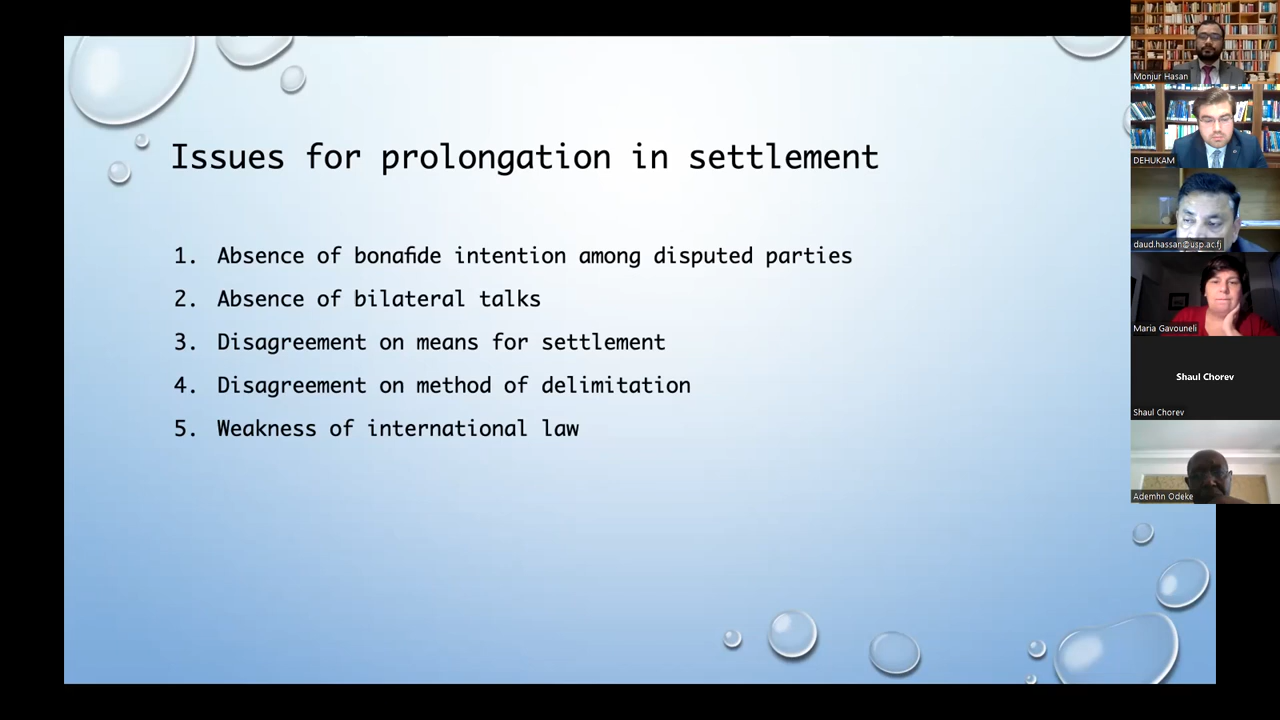 Issues for prolongation in settlement
1. Absence of bonafide intention among disputed parties
2. Absence of bilateral talks
3. Disagreement on means for settlement
4. Disagreement on method of delimitation
5. Weakness of international law
Monjur Hasan
DEHUKAM
daud.hassan@usp.ac.fj
Maria Gavouneli
Shaul Chorev
Shaul Chorev
Ademhn Odeke